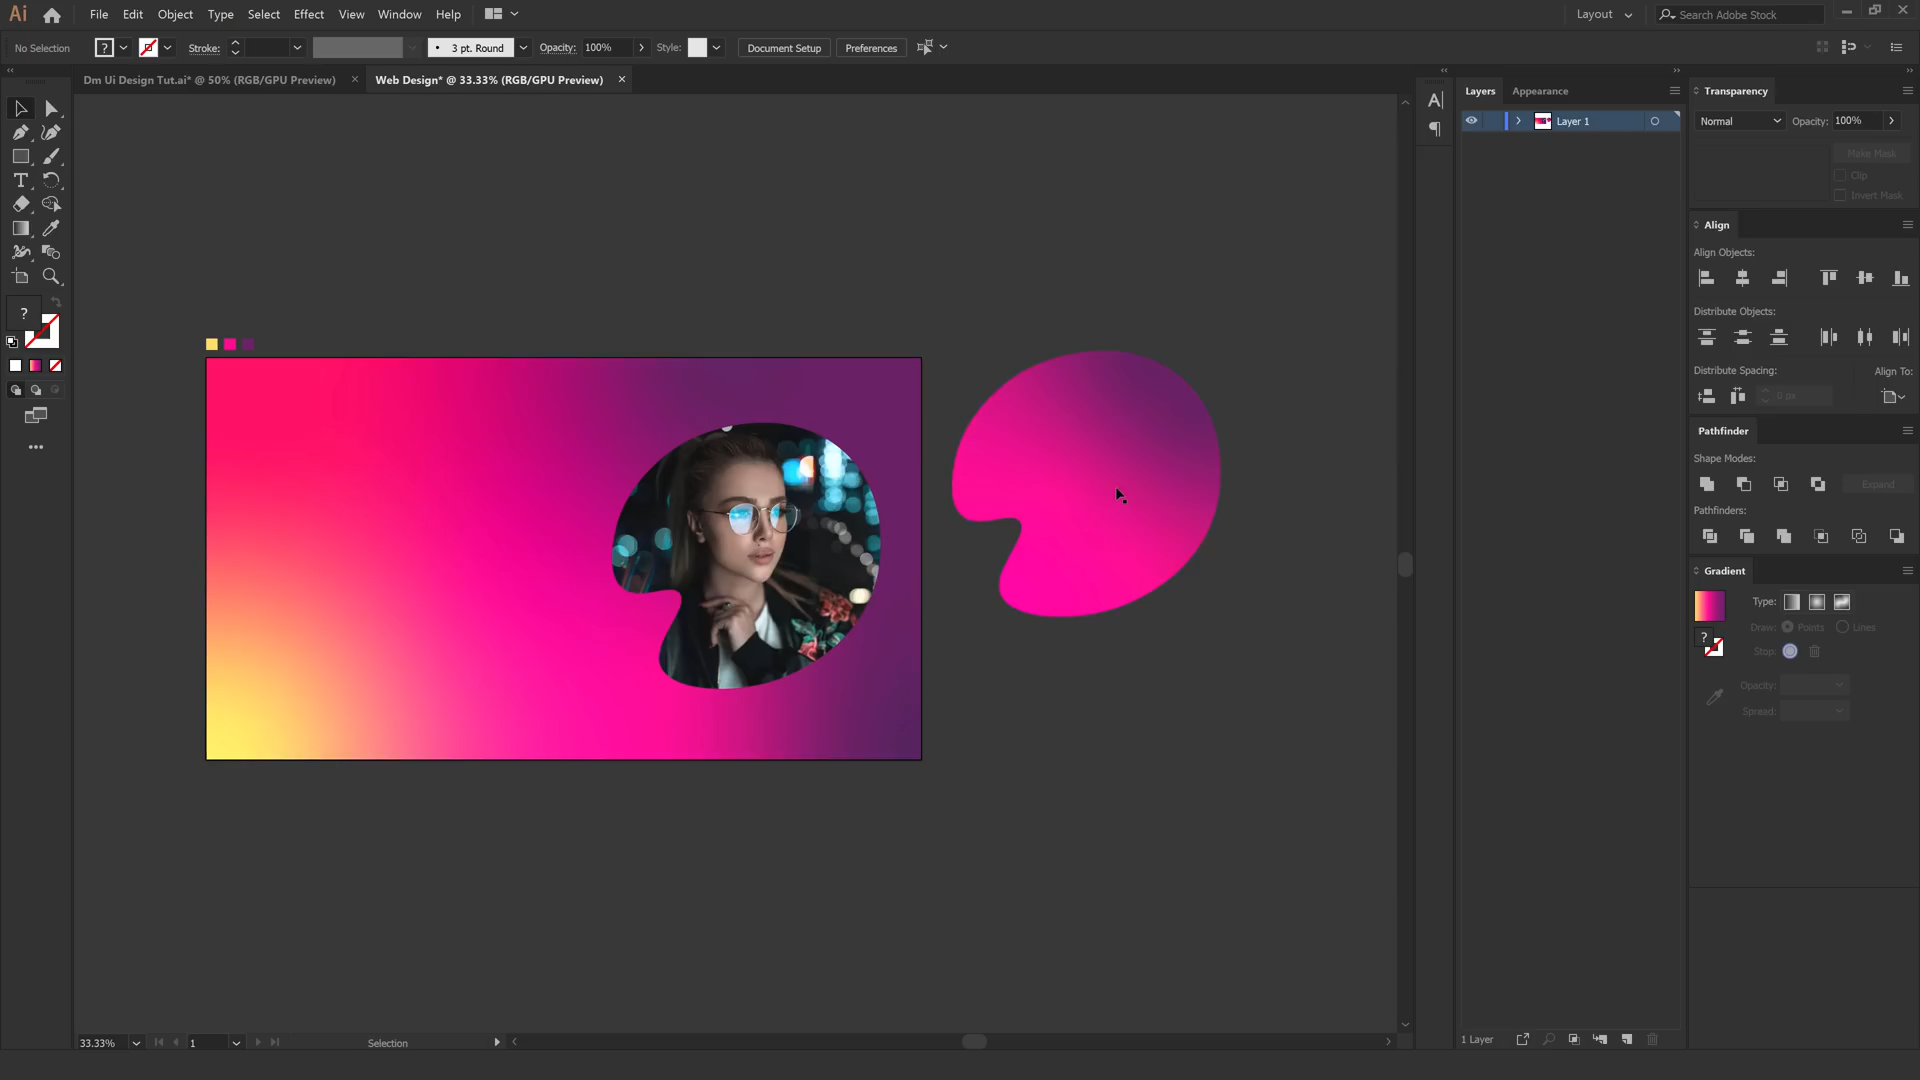 Ai File Edit Object Type Select Effect View Window Help Layout Search Adobe Stock
No Selection ? Stroke: 3 pt. Round Opacity: 100% Style: Document Setup Preferences
Dm Ui Design Tut.ai* @ 50% (RGB/GPU Preview) Web Design* @ 33.33% (RGB/GPU Preview)
Layers Appearance
Layer 1
Transparency
Normal Opacity: 100%
Make Mask
Clip
Invert Mask
Align
Align Objects:
Distribute Objects:
Distribute Spacing: Align To:
0 px
Pathfinder
Shape Modes:
Expand
Pathfinders:
Gradient
Type:
Draw: Points Lines
?
Stop:
Opacity:
Spread:
?
33.33% 1 Selection
1 Layer